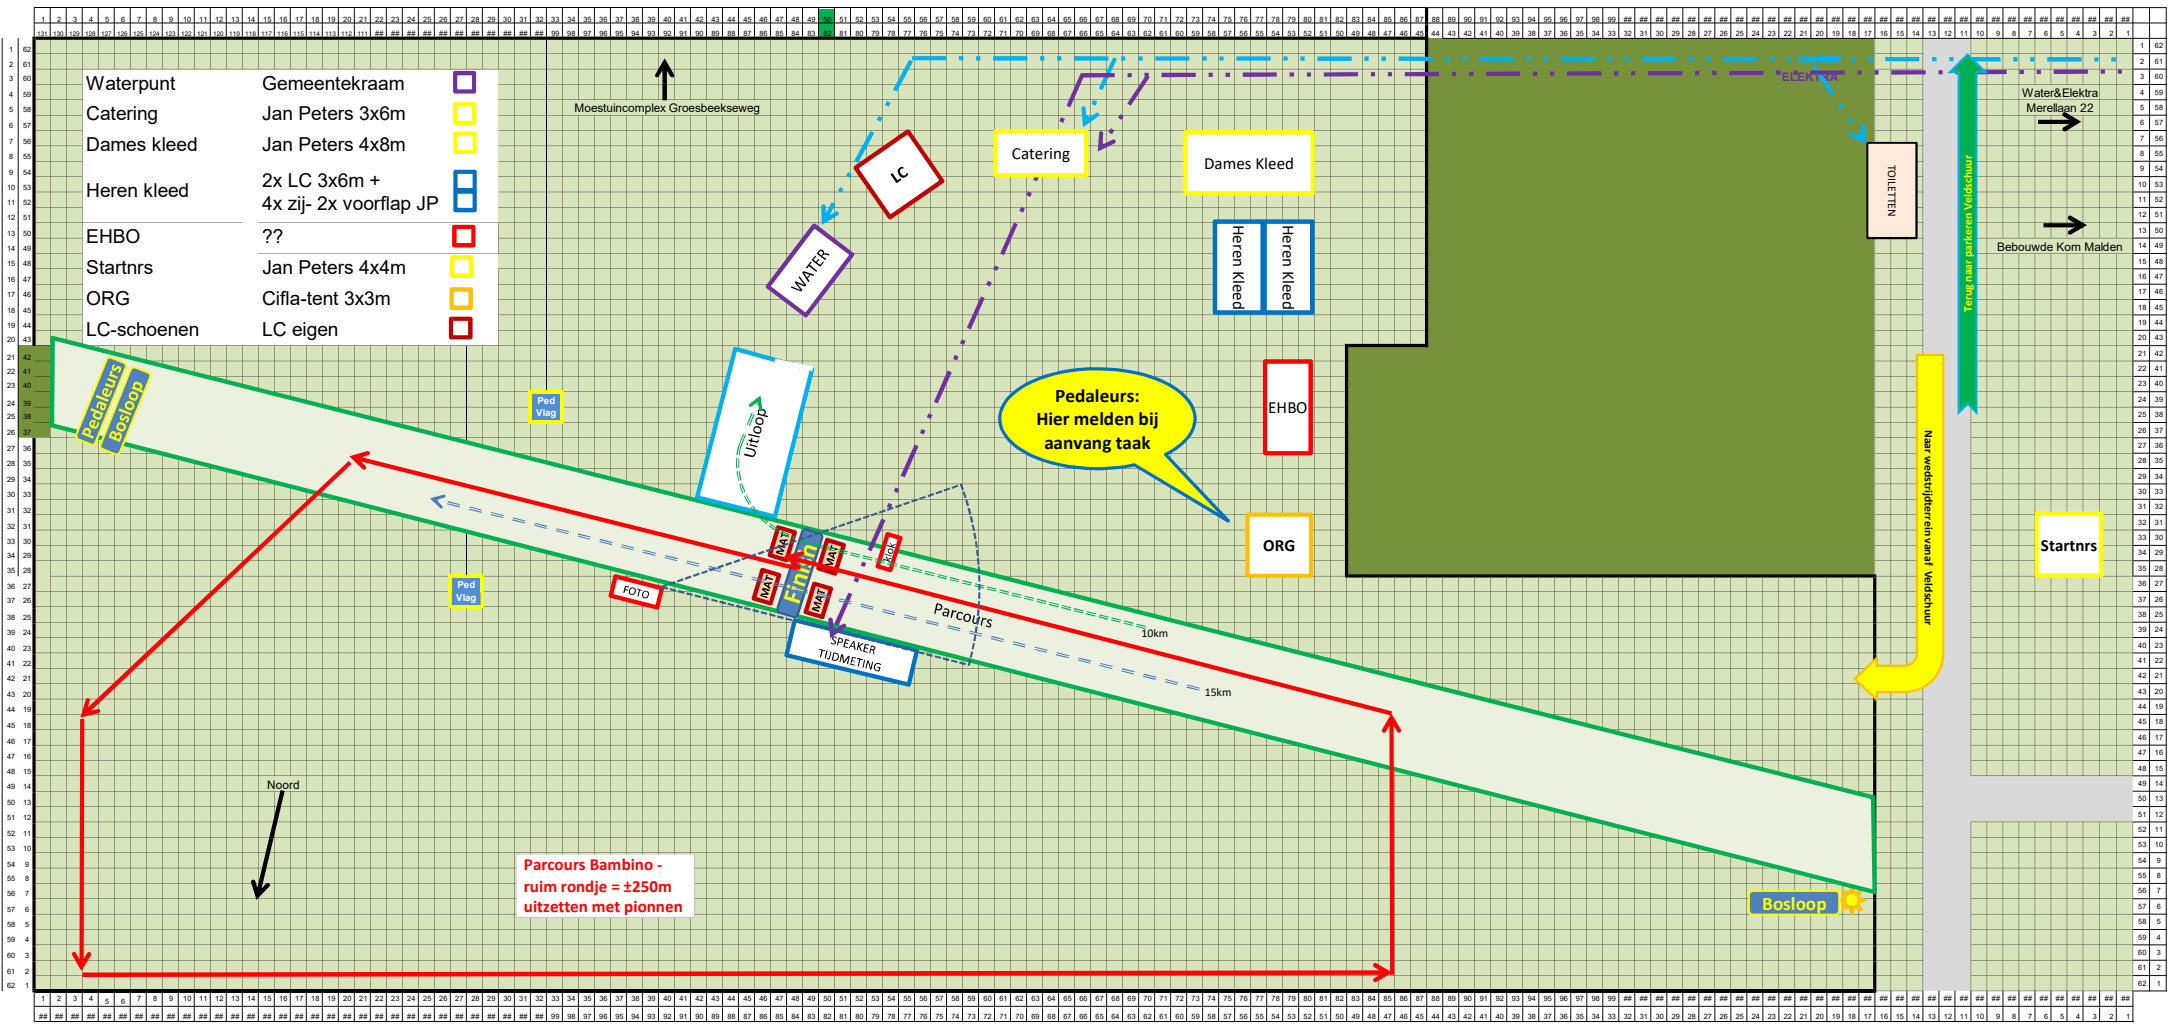 Waterpunt Gemeentekraam
Catering Jan Peters 3x6m
Dames kleed Jan Peters 4x8m
Heren kleed 2x LC 3x6m +
4x zij- 2x voorflap JP
EHBO ??
Startnrs Jan Peters 4x4m
ORG Cifla-tent 3x3m
LC-schoenen LC eigen
Moestuincomplex Groesbeekseweg
LC
WATER
Catering
Dames Kleed
Heren Kleed
Heren Kleed
ELEKTRA
TOILETTEN
Terug naar parkeren Veldschuur
Water&Elektra
Merellaan 22
Bebouwde Kom Malden
Pedaleurs
Bosloop
Ped
Vlag
Uitloop
Pedaleurs:
Hier melden bij
aanvang taak
EHBO
ORG
Naar wedstrijdterrein vanaf Veldschuur
Startnrs
Ped
Vlag
FOTO
MAT
MAT
MAT
MAT
Finish
kiok
Parcours
10km
15km
SPEAKER
TIJDMETING
Noord
Parcours Bambino -
ruim rondje = ±250m
uitzetten met pionnen
Bosloop